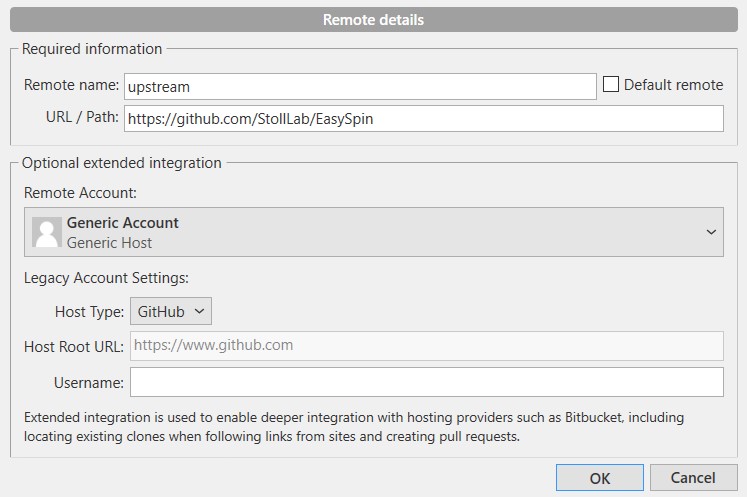 Remote details
Required information
Remote name: upstream Default remote
URL / Path: https://github.com/StollLab/EasySpin
Optional extended integration
Remote Account:
Generic Account
Generic Host
Legacy Account Settings:
Host Type: GitHub
Host Root URL: https://www.github.com
Username:
Extended integration is used to enable deeper integration with hosting providers such as Bitbucket, including
locating existing clones when following links from sites and creating pull requests.
OK Cancel